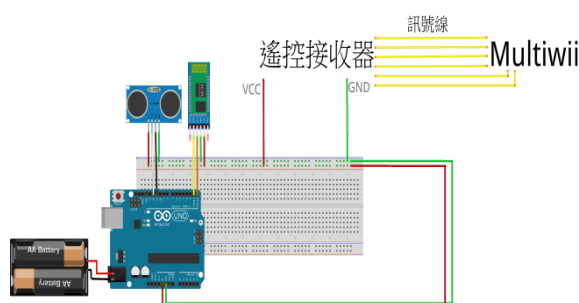 訊號線
遙控接收器
Multiwii
VCC
GND
UNO
AA Battery
AA Battery